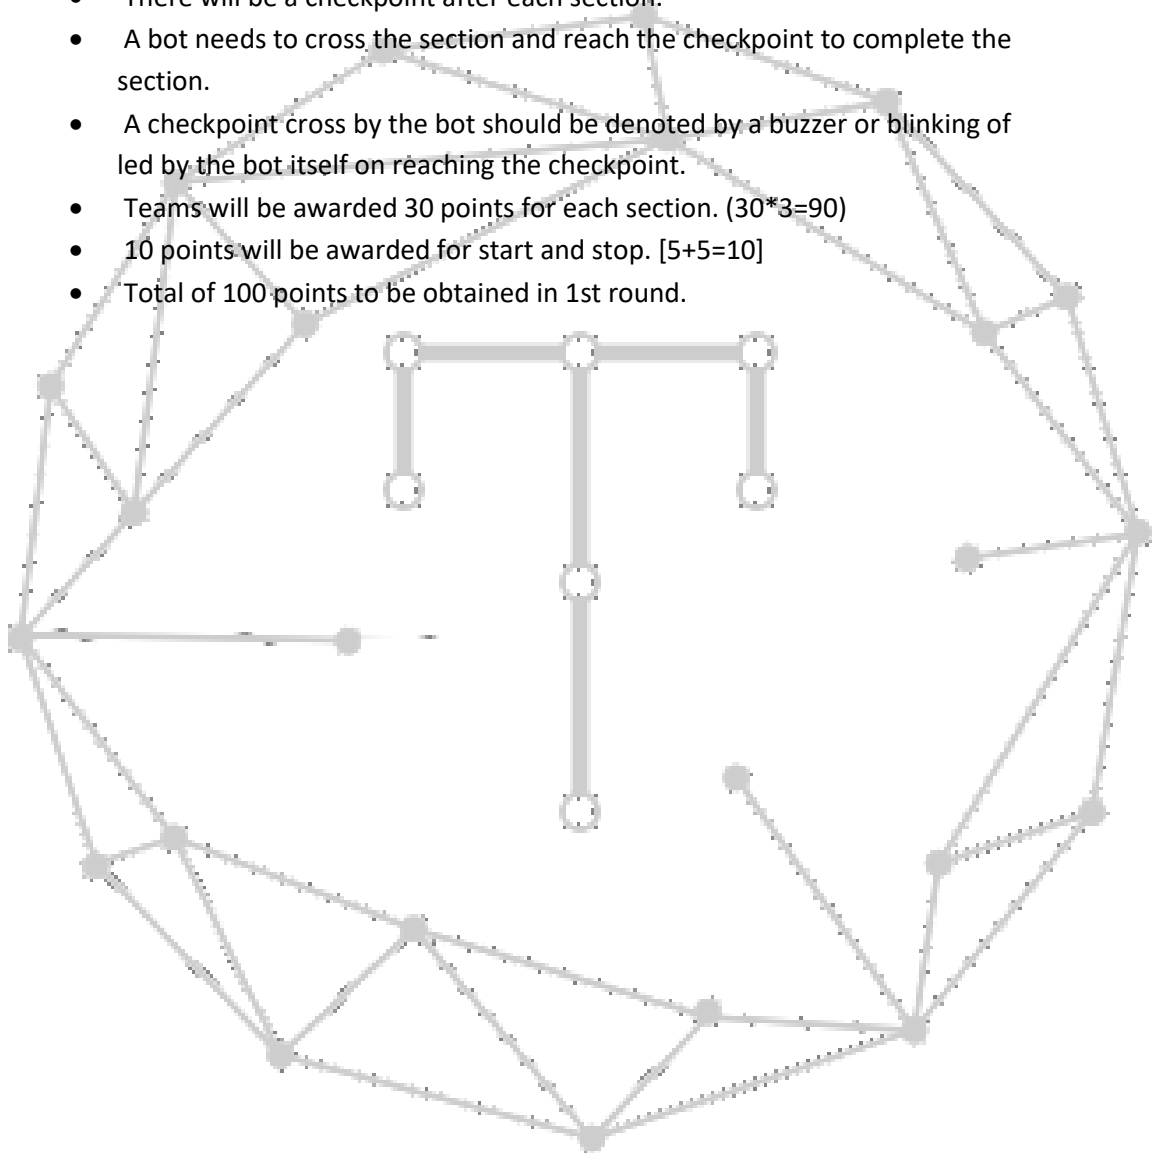 • There will be a checkpoint after each section.
• A bot needs to cross the section and reach the checkpoint to complete the
section.
• A checkpoint cross by the bot should be denoted by a buzzer or blinking of
led by the bot itself on reaching the checkpoint.
• Teams will be awarded 30 points for each section. (30*3=90)
• 10 points will be awarded for start and stop. [5+5=10]
• Total of 100 points to be obtained in 1st round.